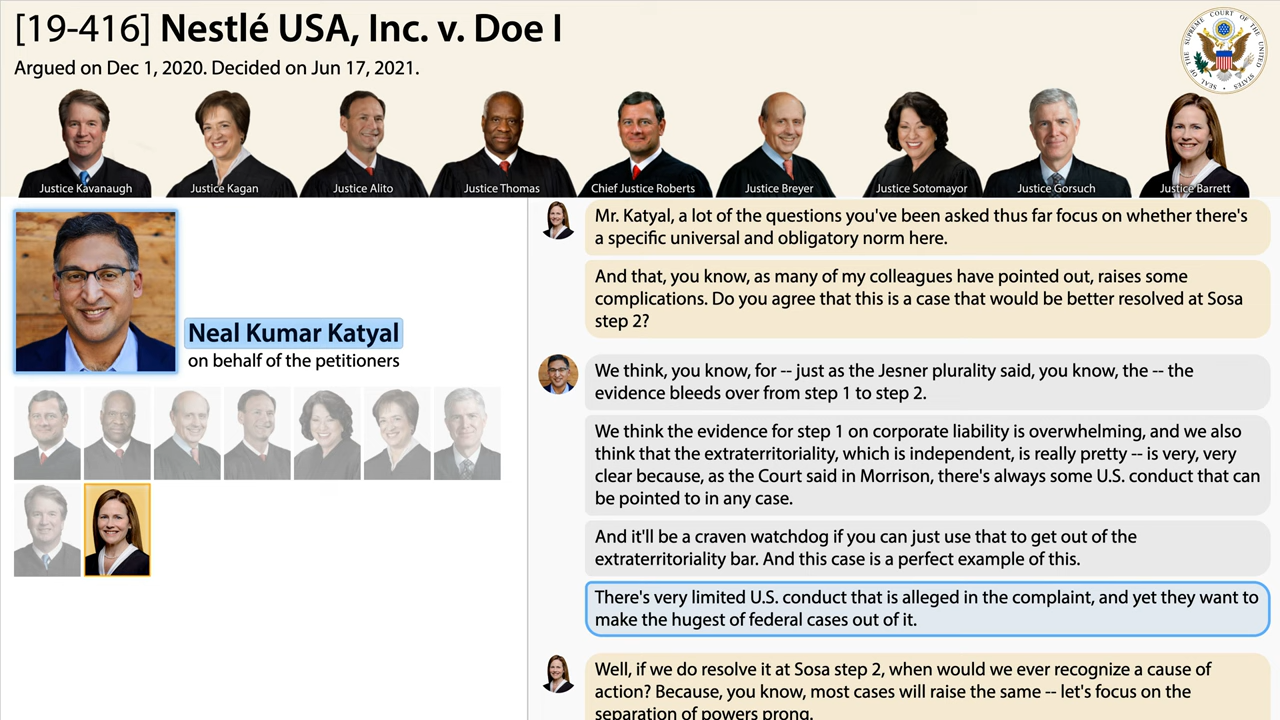 [19-416] Nestlé USA, Inc. v. Doe I
Argued on Dec 1, 2020. Decided on Jun 17, 2021.
SEAL OF THE SUPREME COURT OF THE UNITED STATES
Justice Kavanaugh
Justice Kagan
Justice Alito
Justice Thomas
Chief Justice Roberts
Justice Breyer
Justice Sotomayor
Justice Gorsuch
Justice Barrett
Neal Kumar Katyal
on behalf of the petitioners
Mr. Katyal, a lot of the questions you've been asked thus far focus on whether there's
a specific universal and obligatory norm here.
And that, you know, as many of my colleagues have pointed out, raises some
complications. Do you agree that this is a case that would be better resolved at Sosa
step 2?
We think, you know, for -- just as the Jesner plurality said, you know, the -- the
evidence bleeds over from step 1 to step 2.
We think the evidence for step 1 on corporate liability is overwhelming, and we also
think that the extraterritoriality, which is independent, is really pretty -- is very, very
clear because, as the Court said in Morrison, there's always some U.S. conduct that can
be pointed to in any case.
And it'll be a craven watchdog if you can just use that to get out of the
extraterritoriality bar. And this case is a perfect example of this.
There's very limited U.S. conduct that is alleged in the complaint, and yet they want to
make the hugest of federal cases out of it.
Well, if we do resolve it at Sosa step 2, when would we ever recognize a cause of
action? Because, you know, most cases will raise the same -- let's focus on the
separation of powers prong.